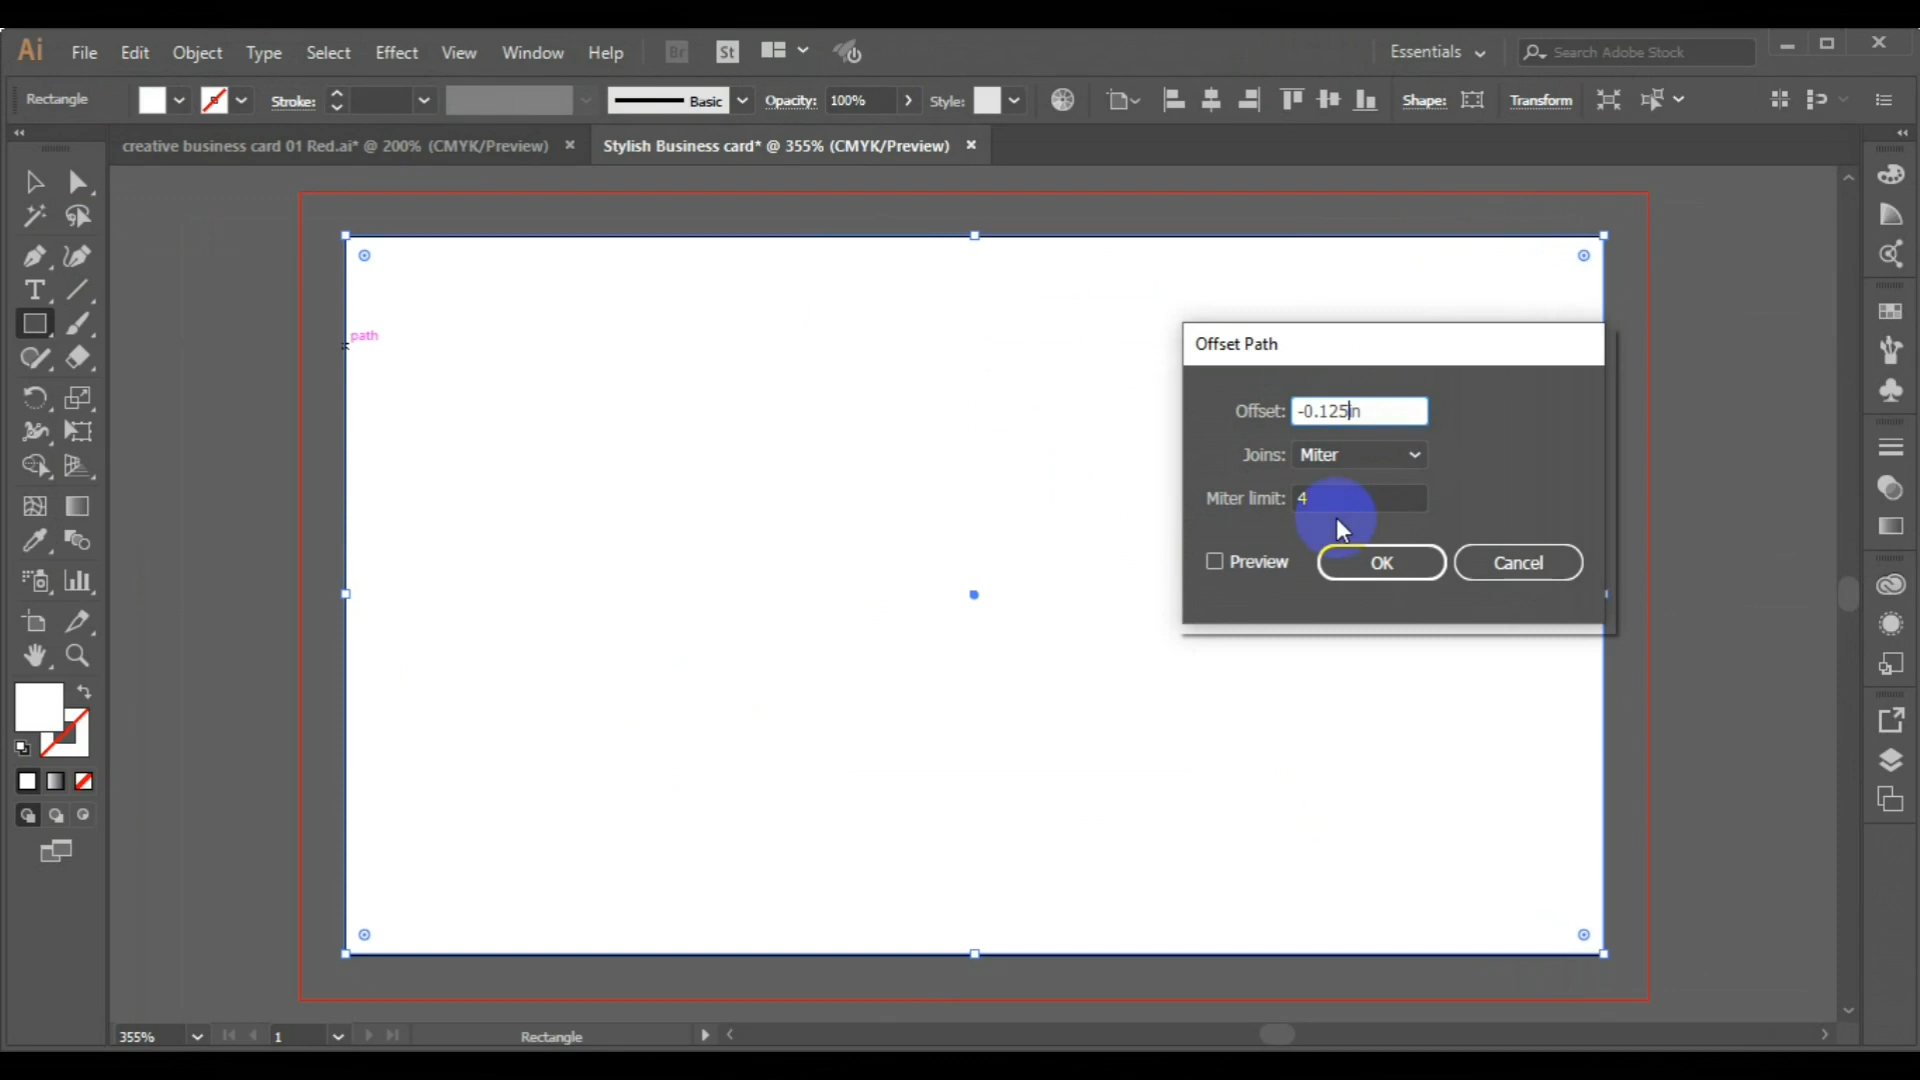 Ai File Edit Object Type Select Effect View Window Help Br St Essentials Search Adobe Stock
Rectangle Stroke: Basic Opacity: 100% Style: Shape: Transform
creative business card 01 Red.ai* @ 200% (CMYK/Preview) × Stylish Business card* @ 355% (CMYK/Preview) ×
path
Offset Path
Offset: -0.125in
Joins: Miter
Miter limit: 4
Preview OK Cancel
355% 1 Rectangle